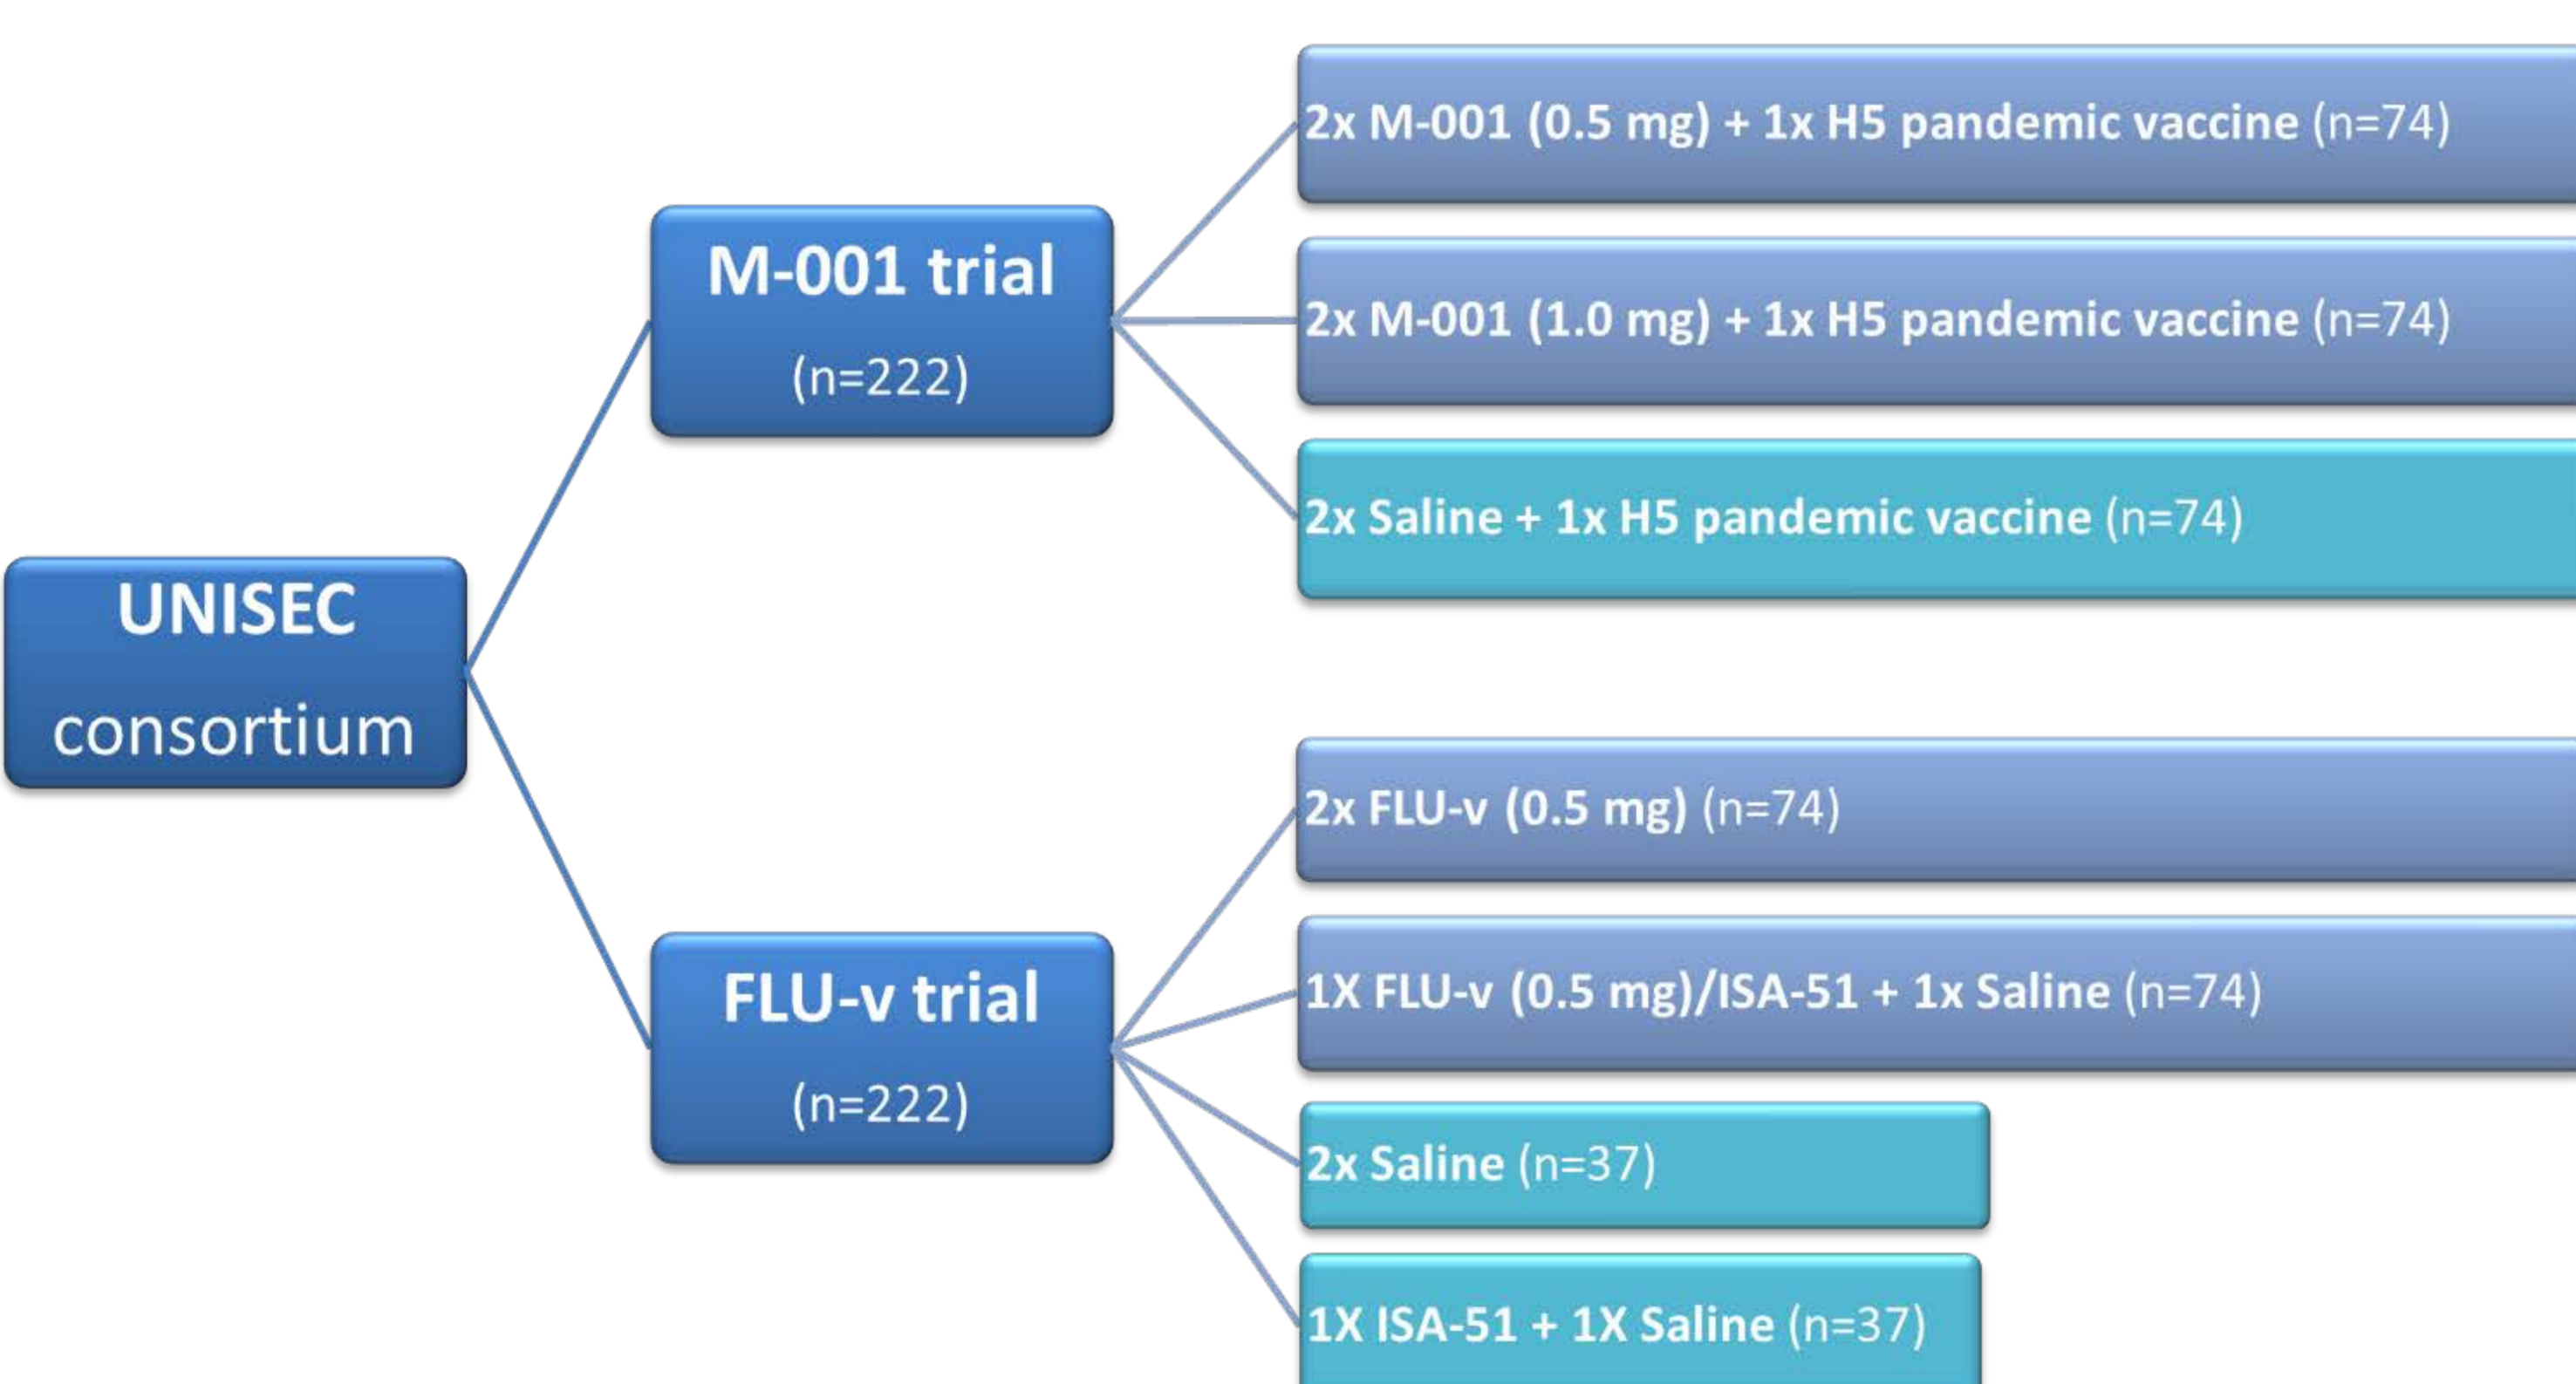 2x M-001 (0.5 mg) + 1x H5 pandemic vaccine (n=74)
M-001 trial
(n=222)
2x M-001 (1.0 mg) + 1x H5 pandemic vaccine (n=74)
2x Saline + 1x H5 pandemic vaccine (n=74)
UNISEC
consortium
2x FLU-v (0.5 mg) (n=74)
FLU-v trial
(n=222)
1X FLU-v (0.5 mg)/ISA-51 + 1x Saline (n=74)
2x Saline (n=37)
1X ISA-51 + 1X Saline (n=37)